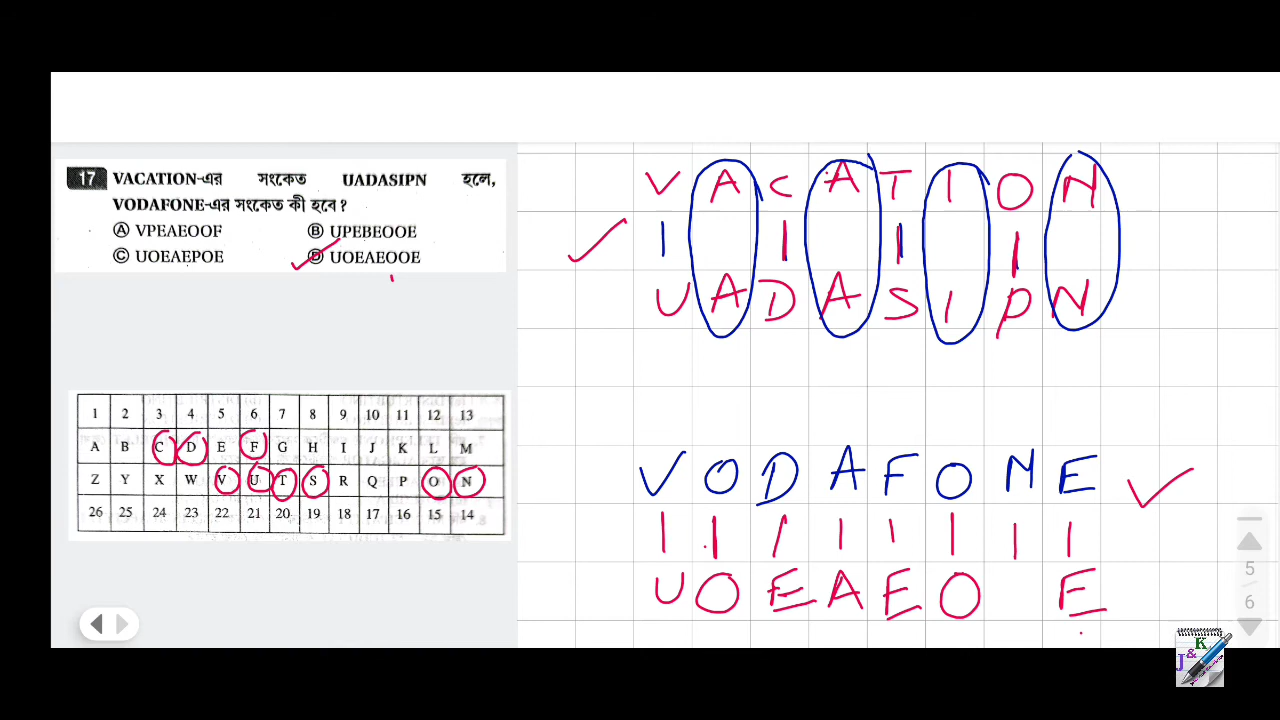 17 VACATION-এর সংকেত UADASIPN হলে,
VODAFONE-এর সংকেত কী হবে?
Ⓐ VPEAEOOF Ⓑ UPEBEOOE
Ⓒ UOEAEPOE Ⓓ UOEAEOOE
1 2 3 4 5 6 7 8 9 10 11 12 13
A B C D E F G H I J K L M
Z Y X W V U T S R Q P O N
26 25 24 23 22 21 20 19 18 17 16 15 14
V A C A T I O N
U A D A S I P N
V O D A F O N E
U O E A E O E
5
6
J & K